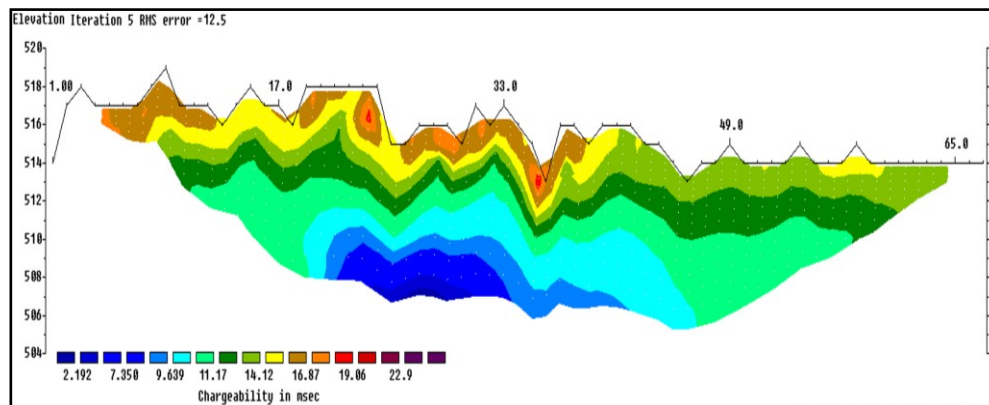 Elevation Iteration 5 RMS error =12.5
520
518
1.00 17.0 33.0 49.0 65.0
516
514
512
510
508
506
504
2.192 7.350 9.639 11.17 14.12 16.87 19.06 22.9
Chargeability in msec